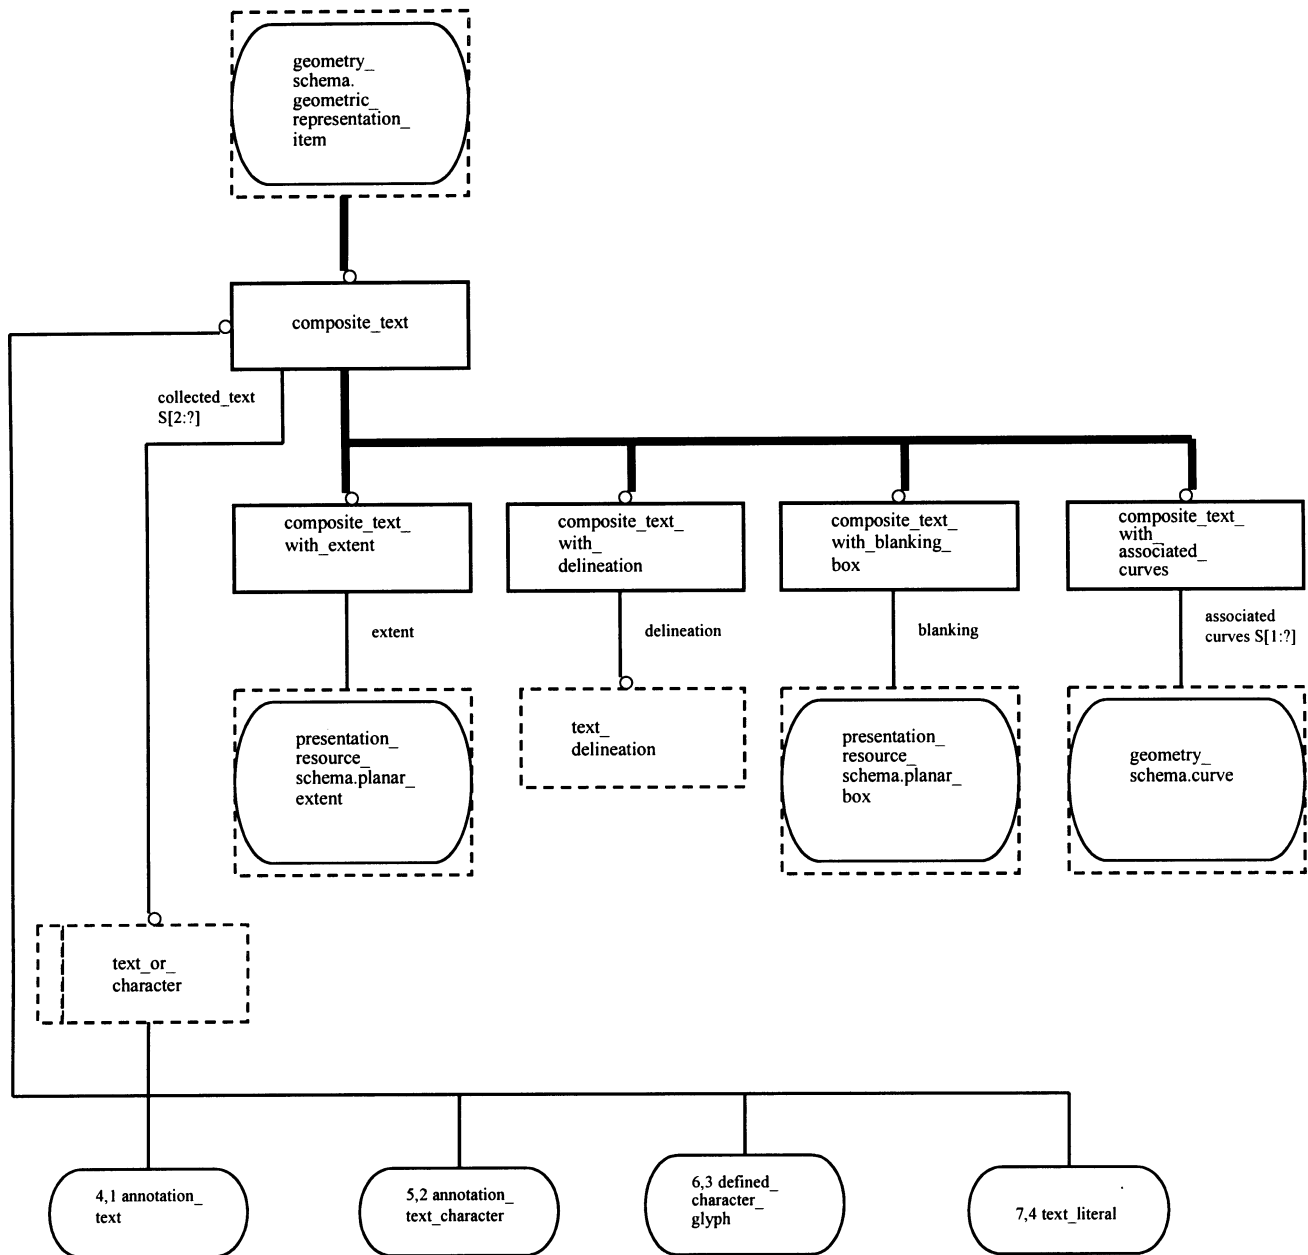 geometry_
schema.
geometric_
representation_
item
composite_text
collected_text
S[2:?]
composite_text_
with_extent
composite_text_
with_
delineation
composite_text_
with_blanking_
box
composite_text_
with_
associated_
curves
extent
delineation
blanking
associated
curves S[1:?]
presentation_
resource_
schema.planar_
extent
text_
delineation
presentation_
resource_
schema.planar_
box
geometry_
schema.curve
text_or_
character
4,1 annotation_
text
5,2 annotation_
text_character
6,3 defined_
character_
glyph
7,4 text_literal